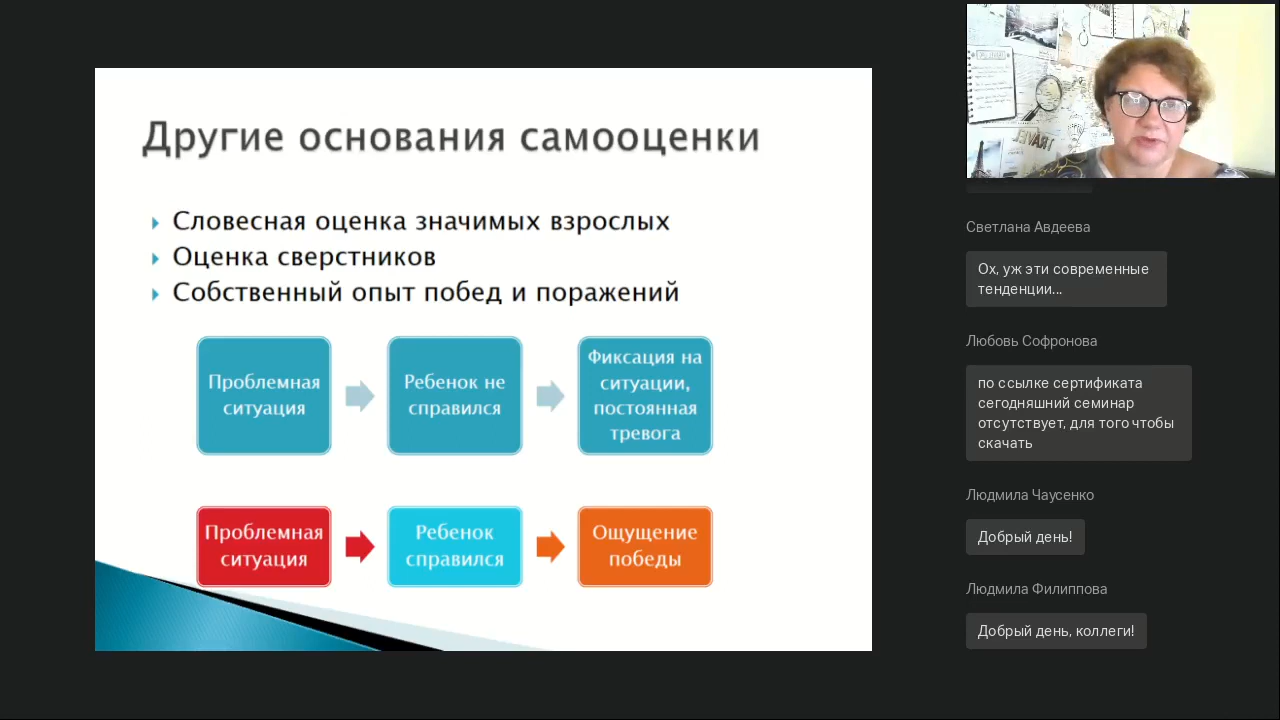 Другие основания самооценки
Словесная оценка значимых взрослых
Оценка сверстников
Собственный опыт побед и поражений
Проблемная
ситуация
Ребенок не
справился
Фиксация на
ситуации,
постоянная
тревога
Проблемная
ситуация
Ребенок
справился
Ощущение
победы
Светлана Авдеева
Ох, уж эти современные
тенденции...
Любовь Софронова
по ссылке сертификата
сегодняшний семинар
отсутствует, для того чтобы
скачать
Людмила Чаусенко
Добрый день!
Людмила Филиппова
Добрый день, коллеги!